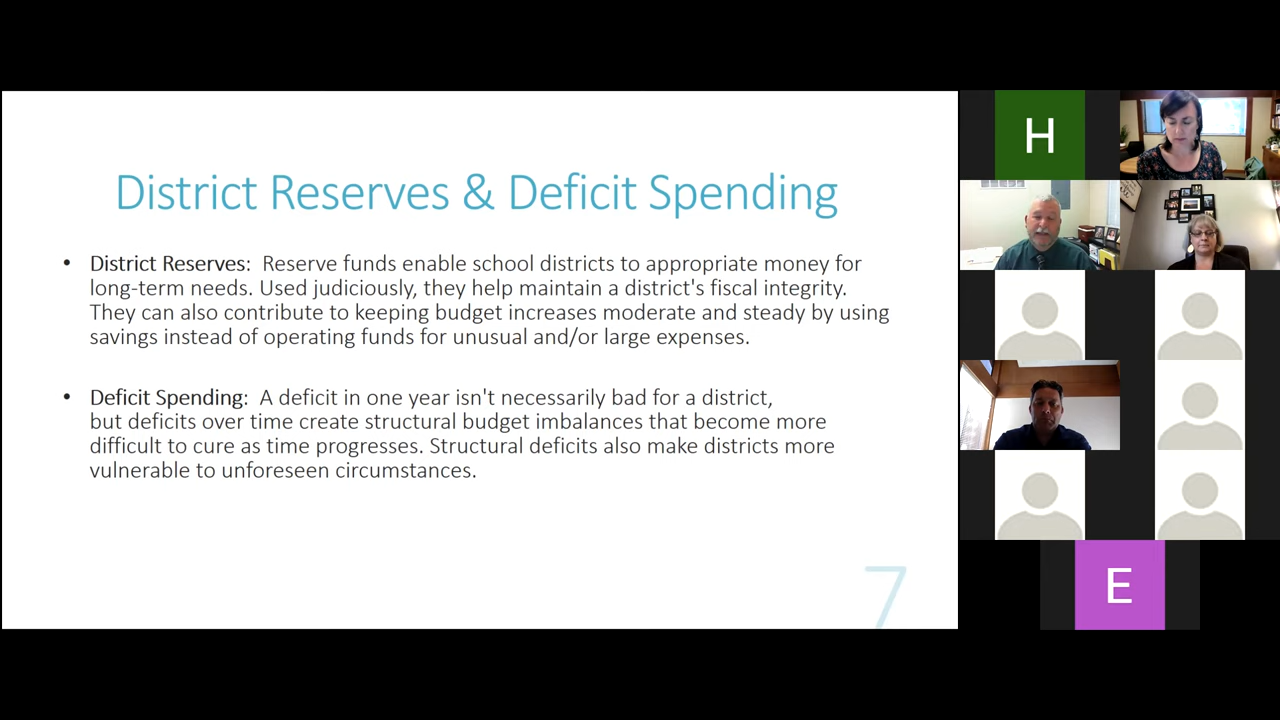 District Reserves & Deficit Spending
• District Reserves: Reserve funds enable school districts to appropriate money for
long-term needs. Used judiciously, they help maintain a district's fiscal integrity.
They can also contribute to keeping budget increases moderate and steady by using
savings instead of operating funds for unusual and/or large expenses.
• Deficit Spending: A deficit in one year isn't necessarily bad for a district,
but deficits over time create structural budget imbalances that become more
difficult to cure as time progresses. Structural deficits also make districts more
vulnerable to unforeseen circumstances.
7
H
E